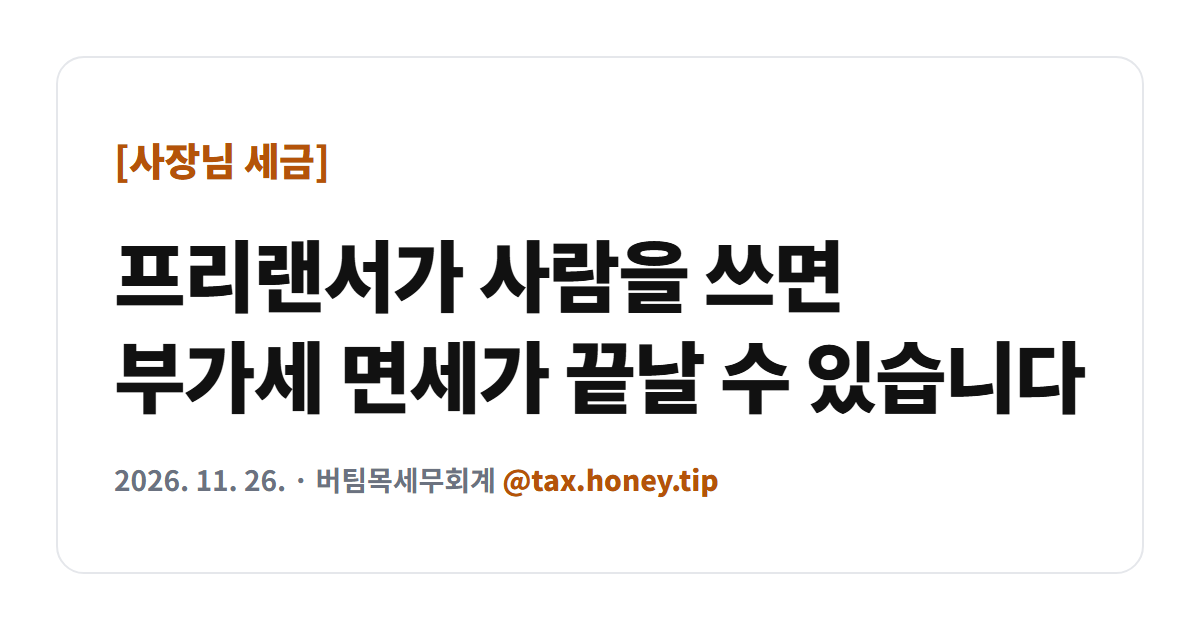 [사장님 세금]
프리랜서가 사람을 쓰면
부가세 면세가 끝날 수 있습니다
2026. 11. 26. · 버팀목세무회계 @tax.honey.tip